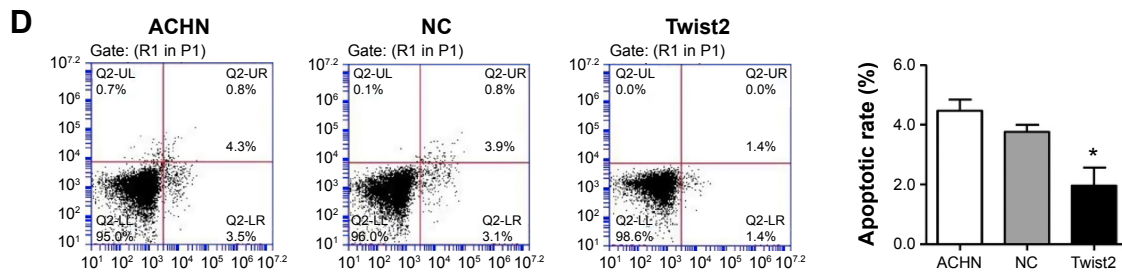 D
ACHN
Gate: (R1 in P1)
10^7.2
10^6
10^5
10^4
10^3
10^2
10^1
Q2-UL
0.7%
Q2-UR
0.8%
4.3%
Q2-LL
95.0%
Q2-LR
3.5%
10^1 10^2 10^3 10^4 10^5 10^6 10^7.2
NC
Gate: (R1 in P1)
10^7.2
10^6
10^5
10^4
10^3
10^2
10^1
Q2-UL
0.1%
Q2-UR
0.8%
3.9%
Q2-LL
96.0%
Q2-LR
3.1%
10^1 10^2 10^3 10^4 10^5 10^6 10^7.2
Twist2
Gate: (R1 in P1)
10^7.2
10^6
10^5
10^4
10^3
10^2
10^1
Q2-UL
0.0%
Q2-UR
0.0%
1.4%
Q2-LL
98.6%
Q2-LR
1.4%
10^1 10^2 10^3 10^4 10^5 10^6 10^7.2
Apoptotic rate (%)
6.0
4.0
2.0
0.0
*
ACHN NC Twist2